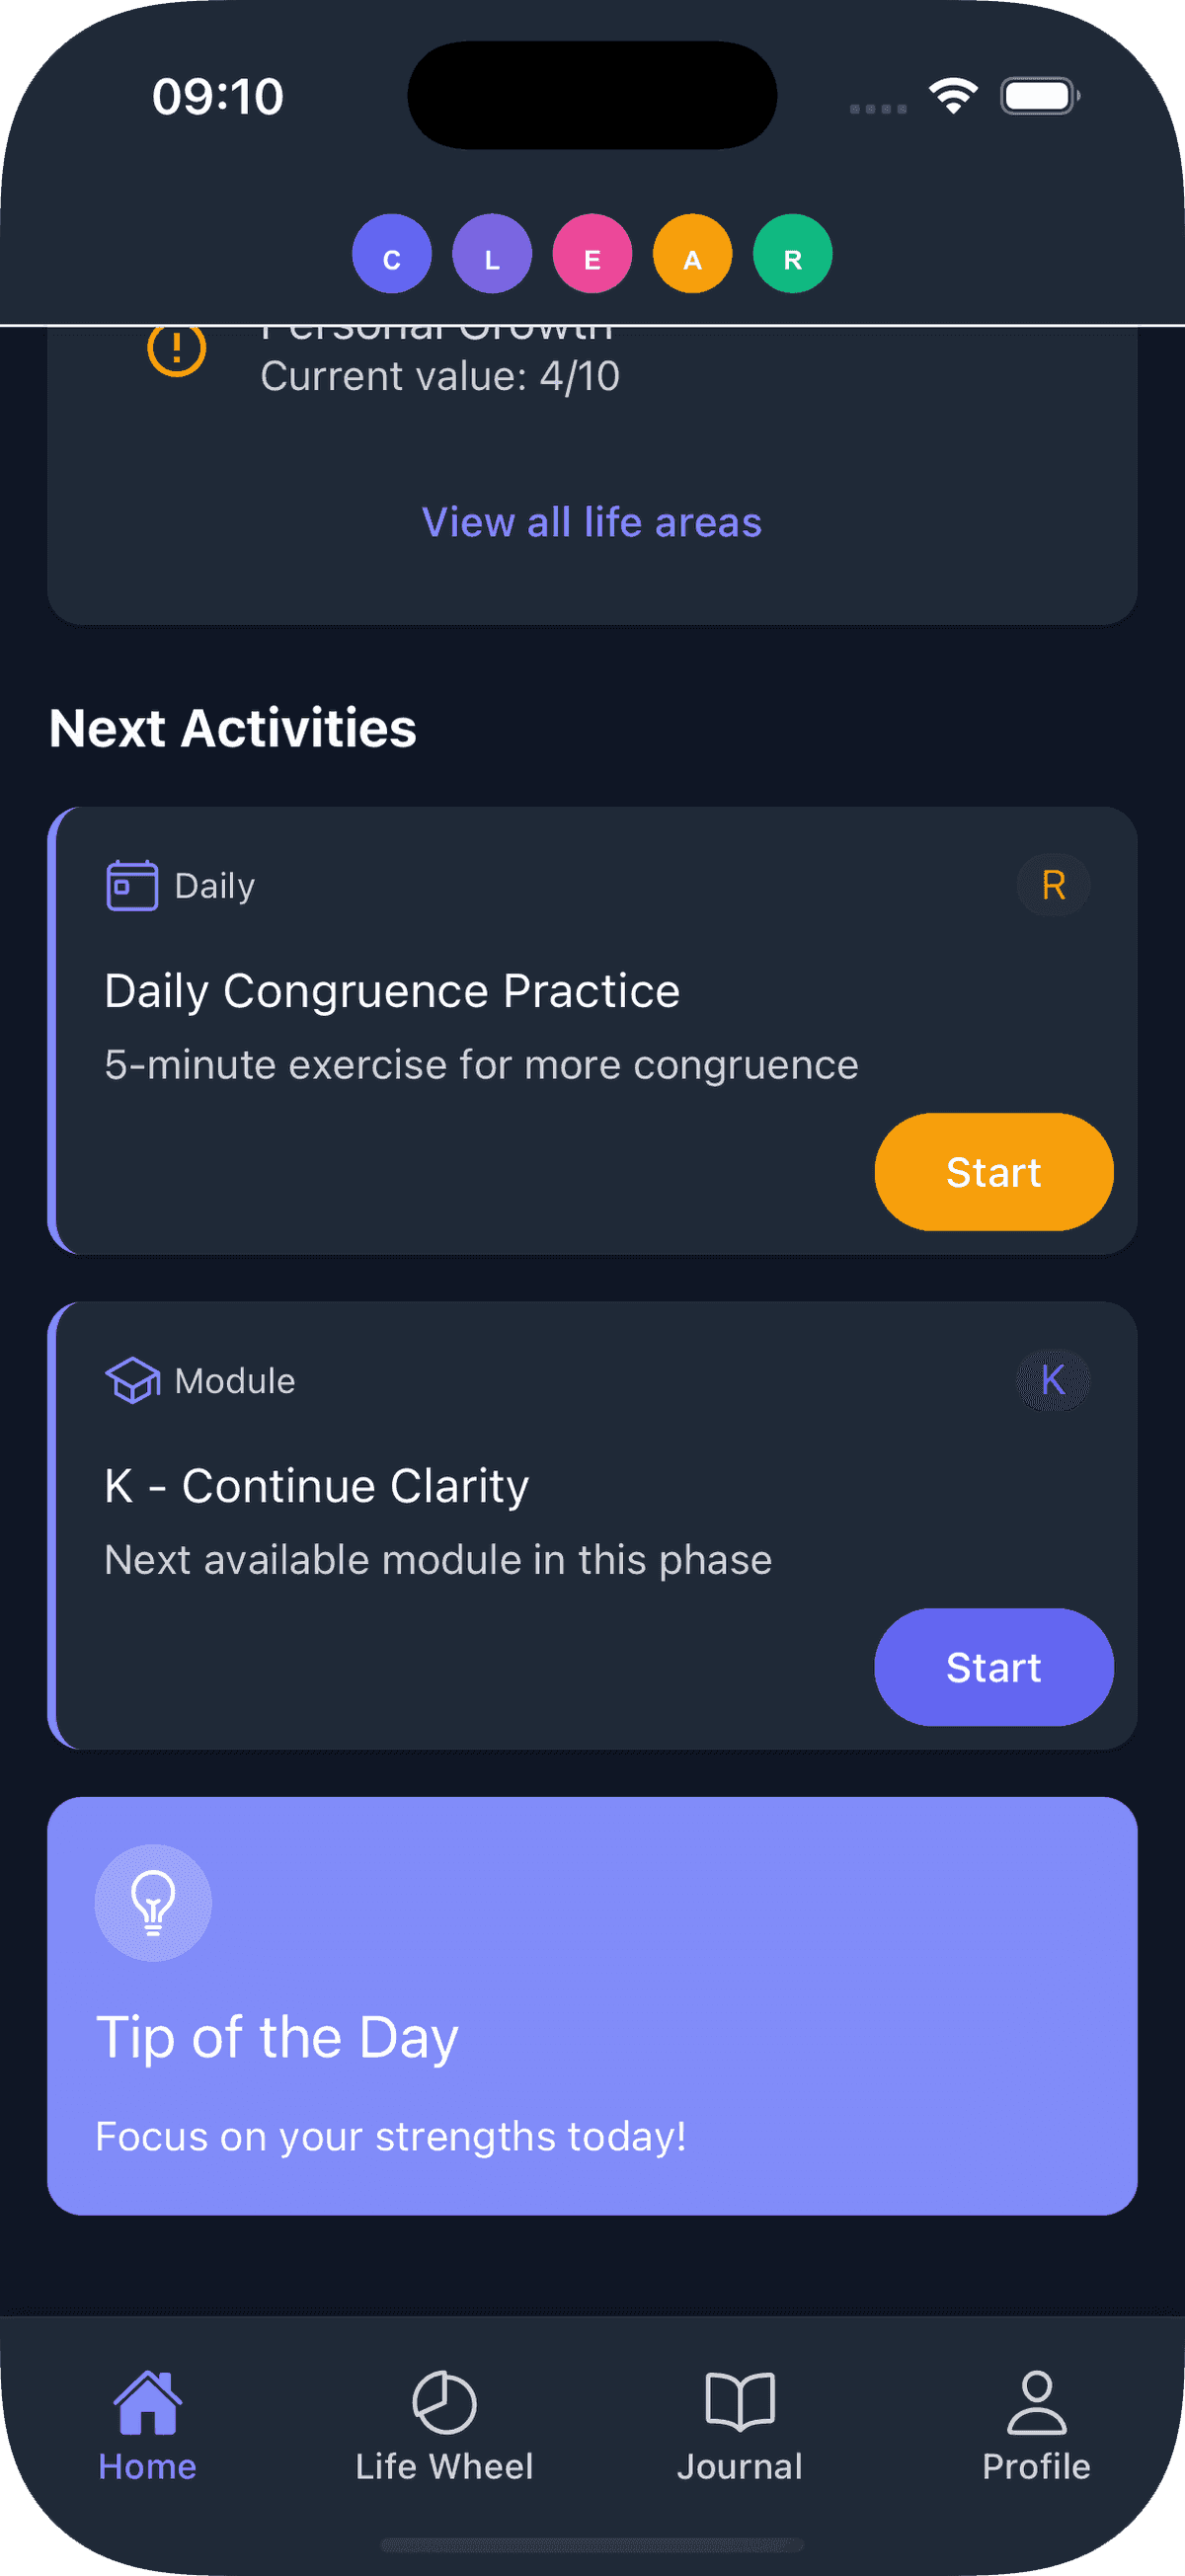 09:10
C L E A R
Personal Growth
Current value: 4/10
View all life areas
Next Activities
Daily
R
Daily Congruence Practice
5-minute exercise for more congruence
Start
Module
K
K - Continue Clarity
Next available module in this phase
Start
Tip of the Day
Focus on your strengths today!
Home
Life Wheel
Journal
Profile